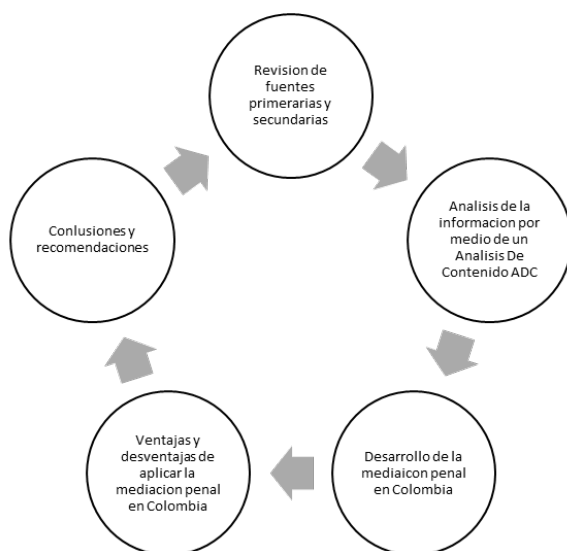 Revision de
fuentes
primerarias y
secundarias
Analisis de la
informacion por
medio de un
Analisis De
Contenido ADC
Desarrollo de la
mediaicon penal
en Colombia
Ventajas y
desventajas de
aplicar la
mediacion penal
en Colombia
Conlusiones y
recomendaciones